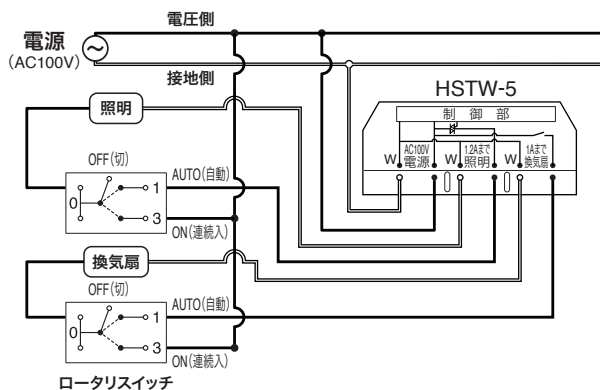 電圧側
電源
(AC100V)
接地側
HSTW-5
制御部
照明
AC100V
電源
1.2Aまで
照明
1Aまで
換気扇
W
W
W
OFF(切)
AUTO(自動)
0
1
3
ON(連続入)
換気扇
OFF(切)
AUTO(自動)
0
1
3
ON(連続入)
ロータリスイッチ